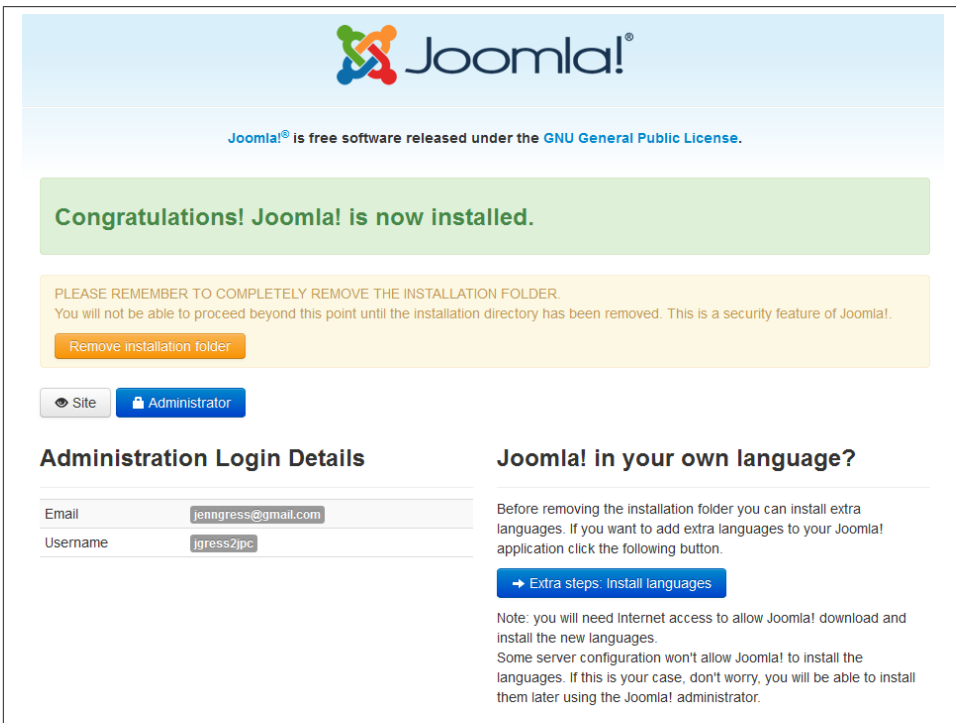 Joomla!®
Joomla!® is free software released under the GNU General Public License.
Congratulations! Joomla! is now installed.
PLEASE REMEMBER TO COMPLETELY REMOVE THE INSTALLATION FOLDER.
You will not be able to proceed beyond this point until the installation directory has been removed. This is a security feature of Joomla!.
Remove installation folder
Site
Administrator
Administration Login Details
Email jenngress@gmail.com
Username jgress2jpc
Joomla! in your own language?
Before removing the installation folder you can install extra
languages. If you want to add extra languages to your Joomla!
application click the following button.
Extra steps: Install languages
Note: you will need Internet access to allow Joomla! download and
install the new languages.
Some server configuration won't allow Joomla! to install the
languages. If this is your case, don't worry, you will be able to install
them later using the Joomla! administrator.